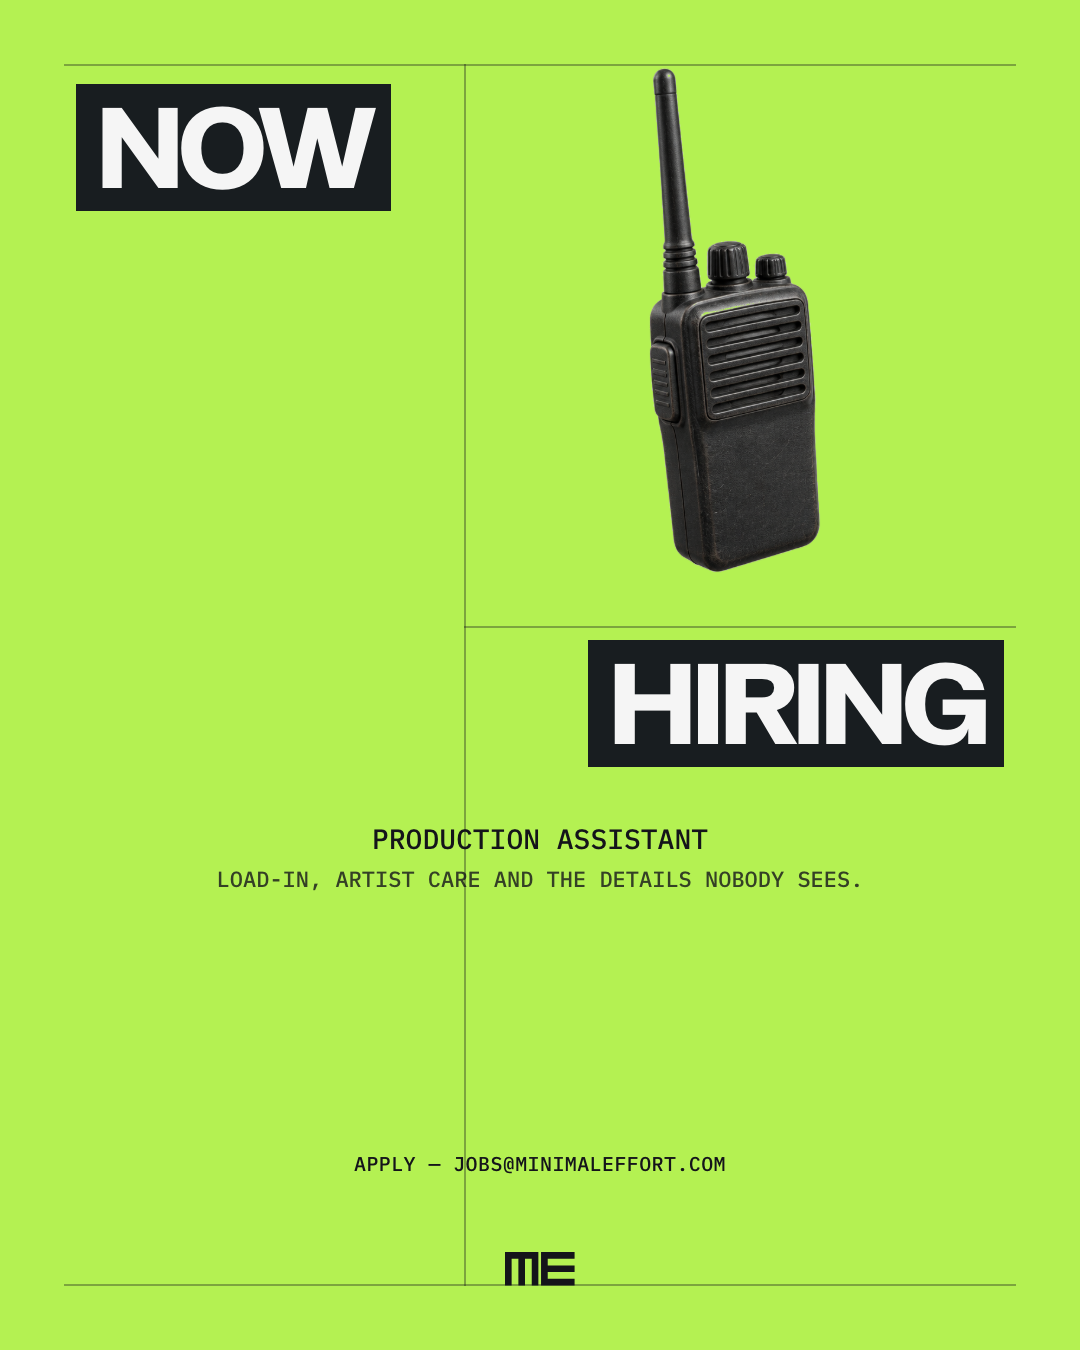 NOW
HIRING
PRODUCTION ASSISTANT
LOAD-IN, ARTIST CARE AND THE DETAILS NOBODY SEES.
APPLY — JOBS@MINIMALEFFORT.COM
ME